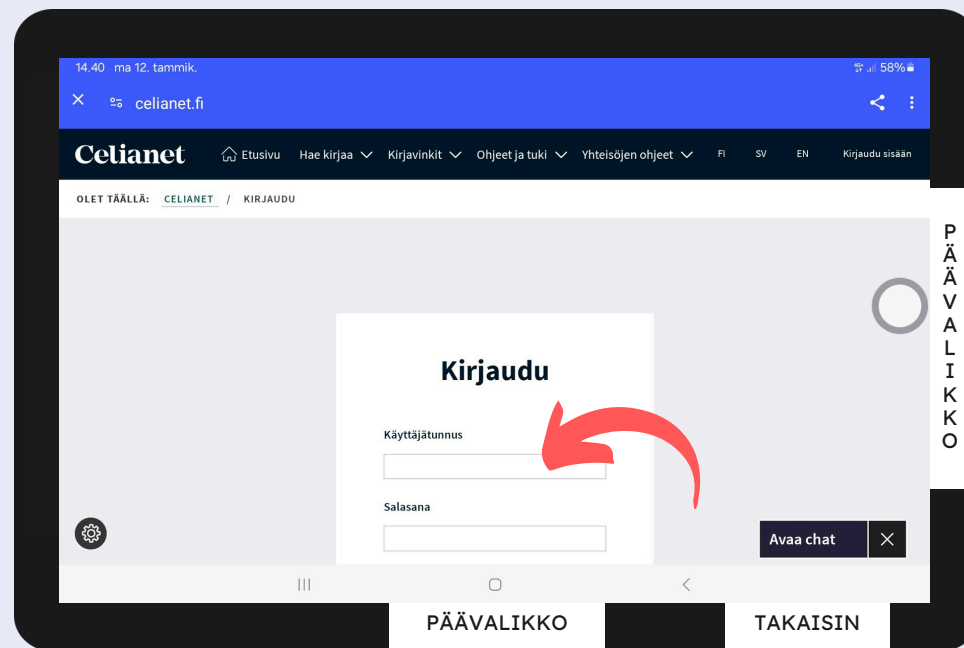 14.40 ma 12. tammik.
58%
celianet.fi
Celianet Etusivu Hae kirjaa Kirjavinkit Ohjeet ja tuki Yhteisöjen ohjeet FI SV EN Kirjaudu sisään
OLET TÄÄLLÄ: CELIANET / KIRJAUDU
Kirjaudu
Käyttäjätunnus
Salasana
Avaa chat
PÄÄVALIKKO
PÄÄVALIKKO
TAKAISIN